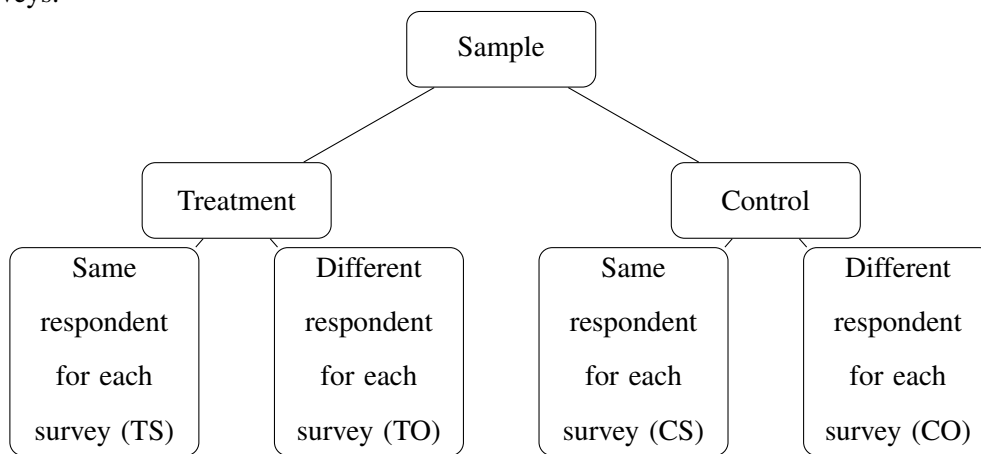 Sample
Treatment
Control
Same
respondent
for each
survey (TS)
Different
respondent
for each
survey (TO)
Same
respondent
for each
survey (CS)
Different
respondent
for each
survey (CO)